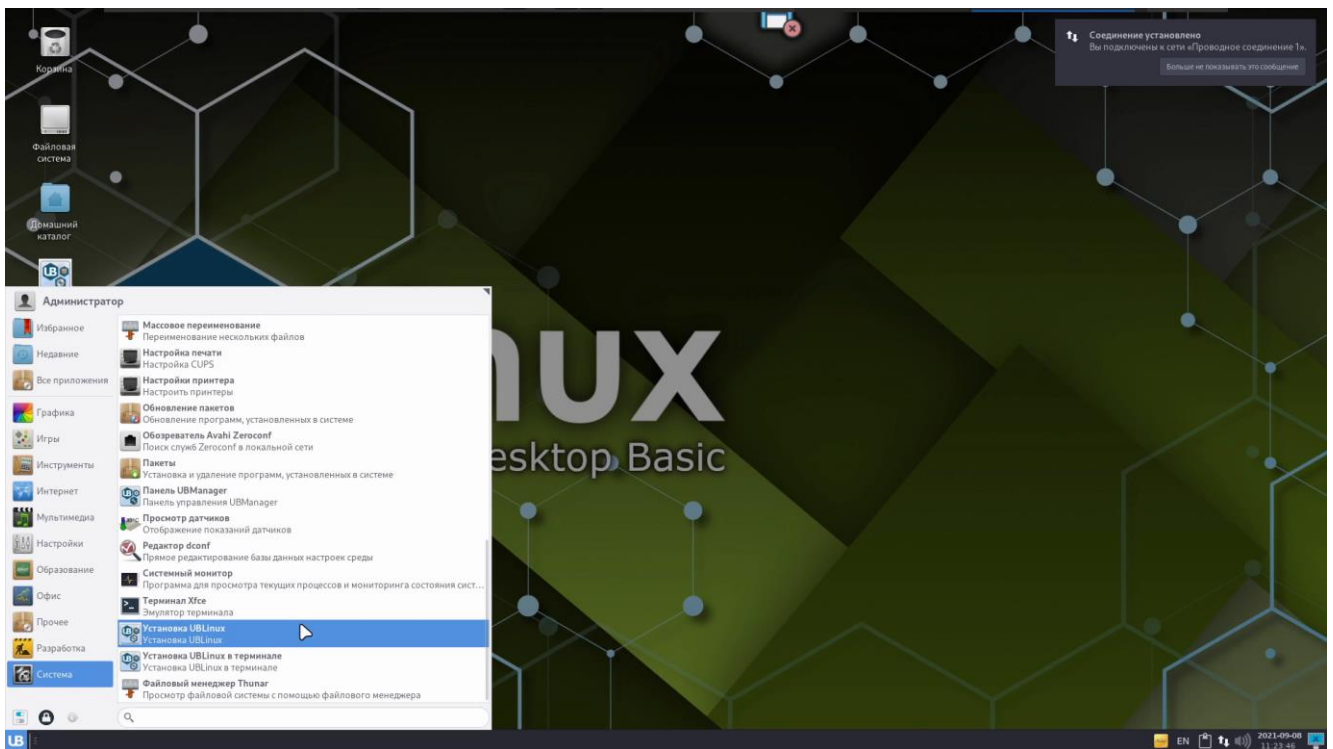 Соединение установлено
Вы подключены к сети «Проводное соединение 1».
Больше не показывать это сообщение
Корзина
Файловая
система
Домашний
каталог
UB
nux
esktop Basic
Администратор
Избранное
Недавние
Все приложения
Графика
Игры
Инструменты
Интернет
Мультимедиа
Настройки
Образование
Офис
Прочее
Разработка
Система
Массовое переименование
Переименование нескольких файлов
Настройка печати
Настройка CUPS
Настройки принтера
Настроить принтеры
Обновление пакетов
Обновление программ, установленных в системе
Обозреватель Avahi Zeroconf
Поиск служб Zeroconf в локальной сети
Пакеты
Установка и удаление программ, установленных в системе
Панель UBManager
Панель управления UBManager
Просмотр датчиков
Отображение показаний датчиков
Редактор dconf
Прямое редактирование базы данных настроек среды
Системный монитор
Программа для просмотра текущих процессов и мониторинга состояния сист...
Терминал Xfce
Эмулятор терминала
Установка UBLinux
Установка UBLinux
Установка UBLinux в терминале
Установка UBLinux в терминале
Файловый менеджер Thunar
Просмотр файловой системы с помощью файлового менеджера
UB
EN
2021-09-08
11:23:46